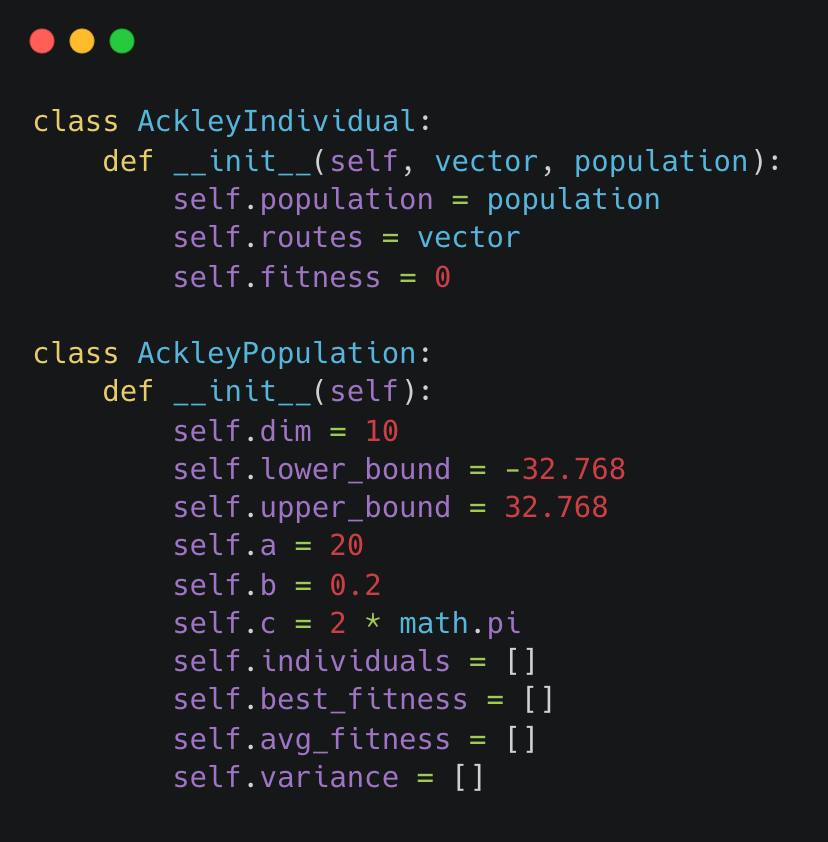 class AckleyIndividual:
    def __init__(self, vector, population):
        self.population = population
        self.routes = vector
        self.fitness = 0

class AckleyPopulation:
    def __init__(self):
        self.dim = 10
        self.lower_bound = -32.768
        self.upper_bound = 32.768
        self.a = 20
        self.b = 0.2
        self.c = 2 * math.pi
        self.individuals = []
        self.best_fitness = []
        self.avg_fitness = []
        self.variance = []